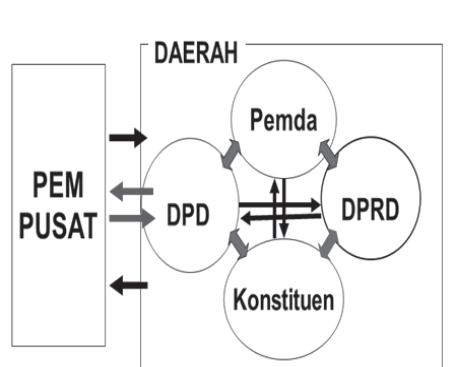 DAERAH
Pemda
PEM
PUSAT
DPD
DPRD
Konstituen